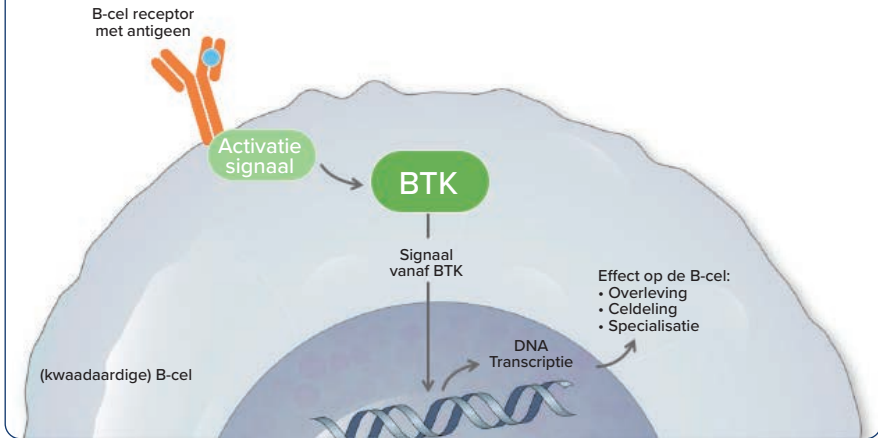 B-cel receptor
met antigeen
Activatie
signaal
BTK
Signaal
vanaf BTK
Effect op de B-cel:
• Overleving
• Celdeling
• Specialisatie
DNA
Transcriptie
(kwaadaardige) B-cel